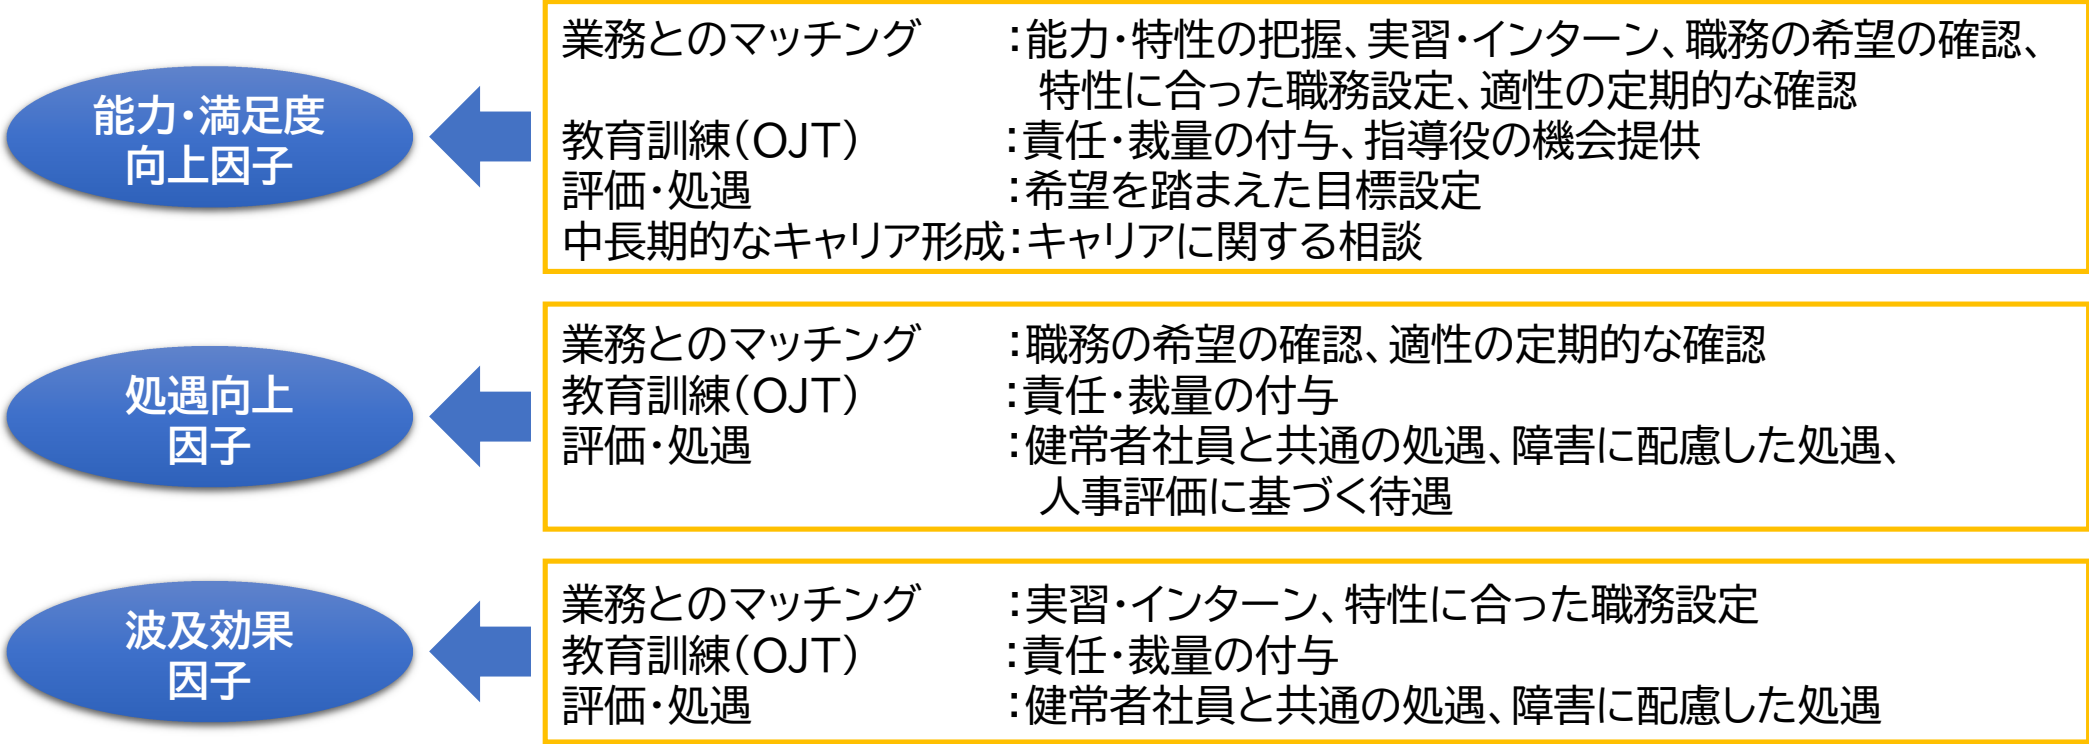 能力・満足度
向上因子
業務とのマッチング　　：能力・特性の把握、実習・インターン、職務の希望の確認、
特性に合った職務設定、適性の定期的な確認
教育訓練（OJT）　　　：責任・裁量の付与、指導役の機会提供
評価・処遇　　　　　　：希望を踏まえた目標設定
中長期的なキャリア形成：キャリアに関する相談
処遇向上
因子
業務とのマッチング　　：職務の希望の確認、適性の定期的な確認
教育訓練（OJT）　　　：責任・裁量の付与
評価・処遇　　　　　　：健常者社員と共通の処遇、障害に配慮した処遇、
人事評価に基づく待遇
波及効果
因子
業務とのマッチング　　：実習・インターン、特性に合った職務設定
教育訓練（OJT）　　　：責任・裁量の付与
評価・処遇　　　　　　：健常者社員と共通の処遇、障害に配慮した処遇